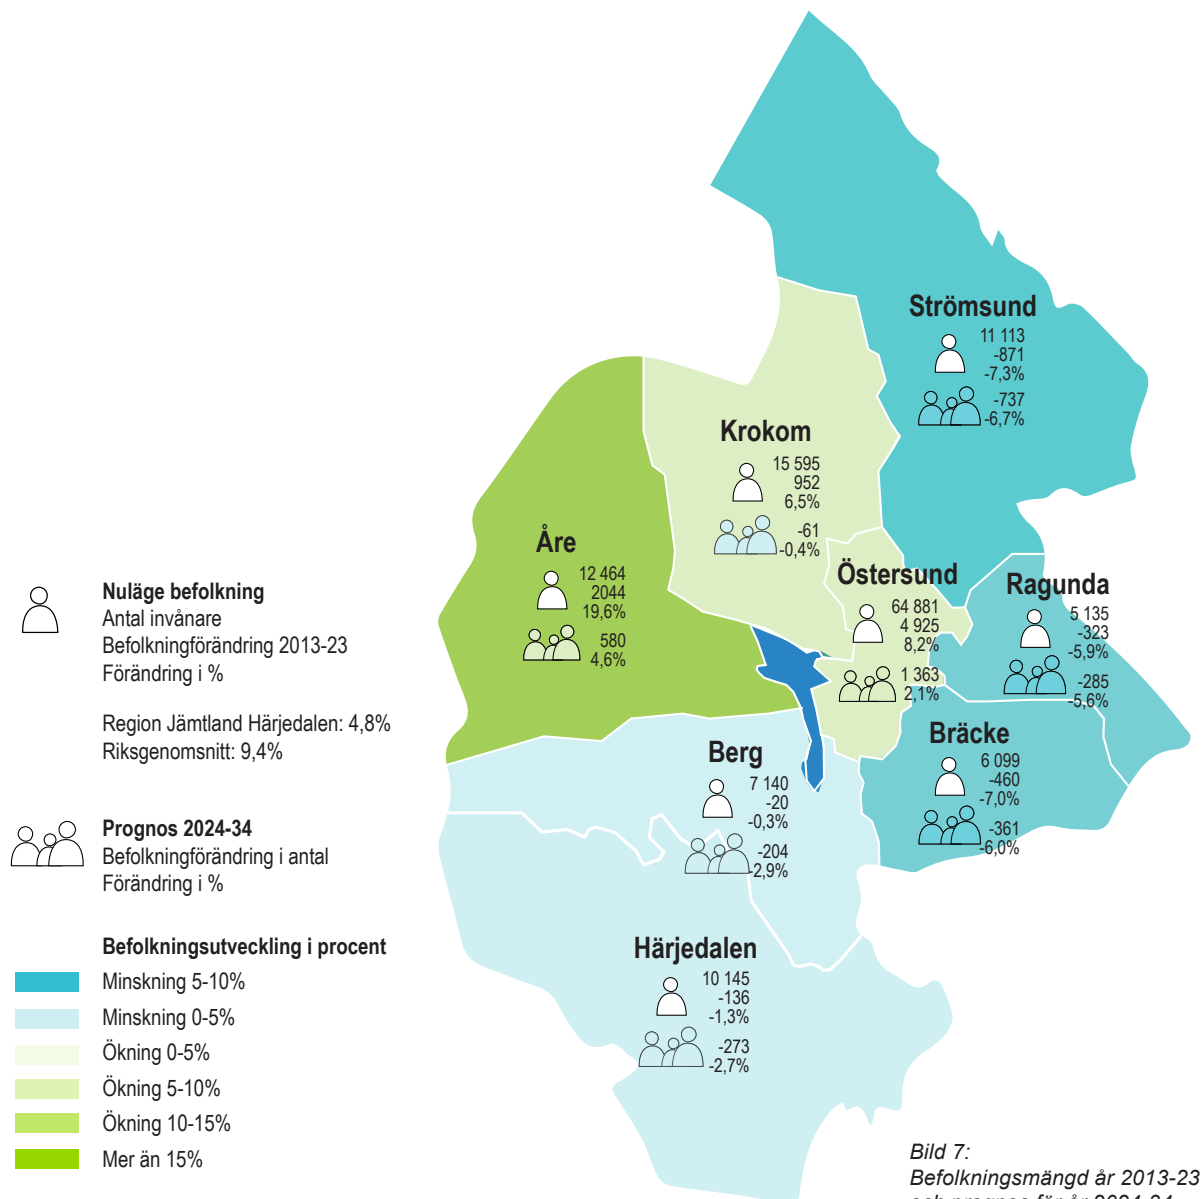 Strömsund
11 113
-871
-7,3%
-737
-6,7%
Krokom
15 595
952
6,5%
-61
-0,4%
Åre
12 464
2044
19,6%
580
4,6%
Östersund
64 881
4 925
8,2%
1 363
2,1%
Ragunda
5 135
-323
-5,9%
-285
-5,6%
Bräcke
6 099
-460
-7,0%
-361
-6,0%
Berg
7 140
-20
-0,3%
-204
-2,9%
Härjedalen
10 145
-136
-1,3%
-273
-2,7%
Nuläge befolkning
Antal invånare
Befolkningförändring 2013-23
Förändring i %
Region Jämtland Härjedalen: 4,8%
Riksgenomsnitt: 9,4%
Prognos 2024-34
Befolkningförändring i antal
Förändring i %
Befolkningsutveckling i procent
Minskning 5-10%
Minskning 0-5%
Ökning 0-5%
Ökning 5-10%
Ökning 10-15%
Mer än 15%
Bild 7:
Befolkningsmängd år 2013-23
och prognos för år 2024-34